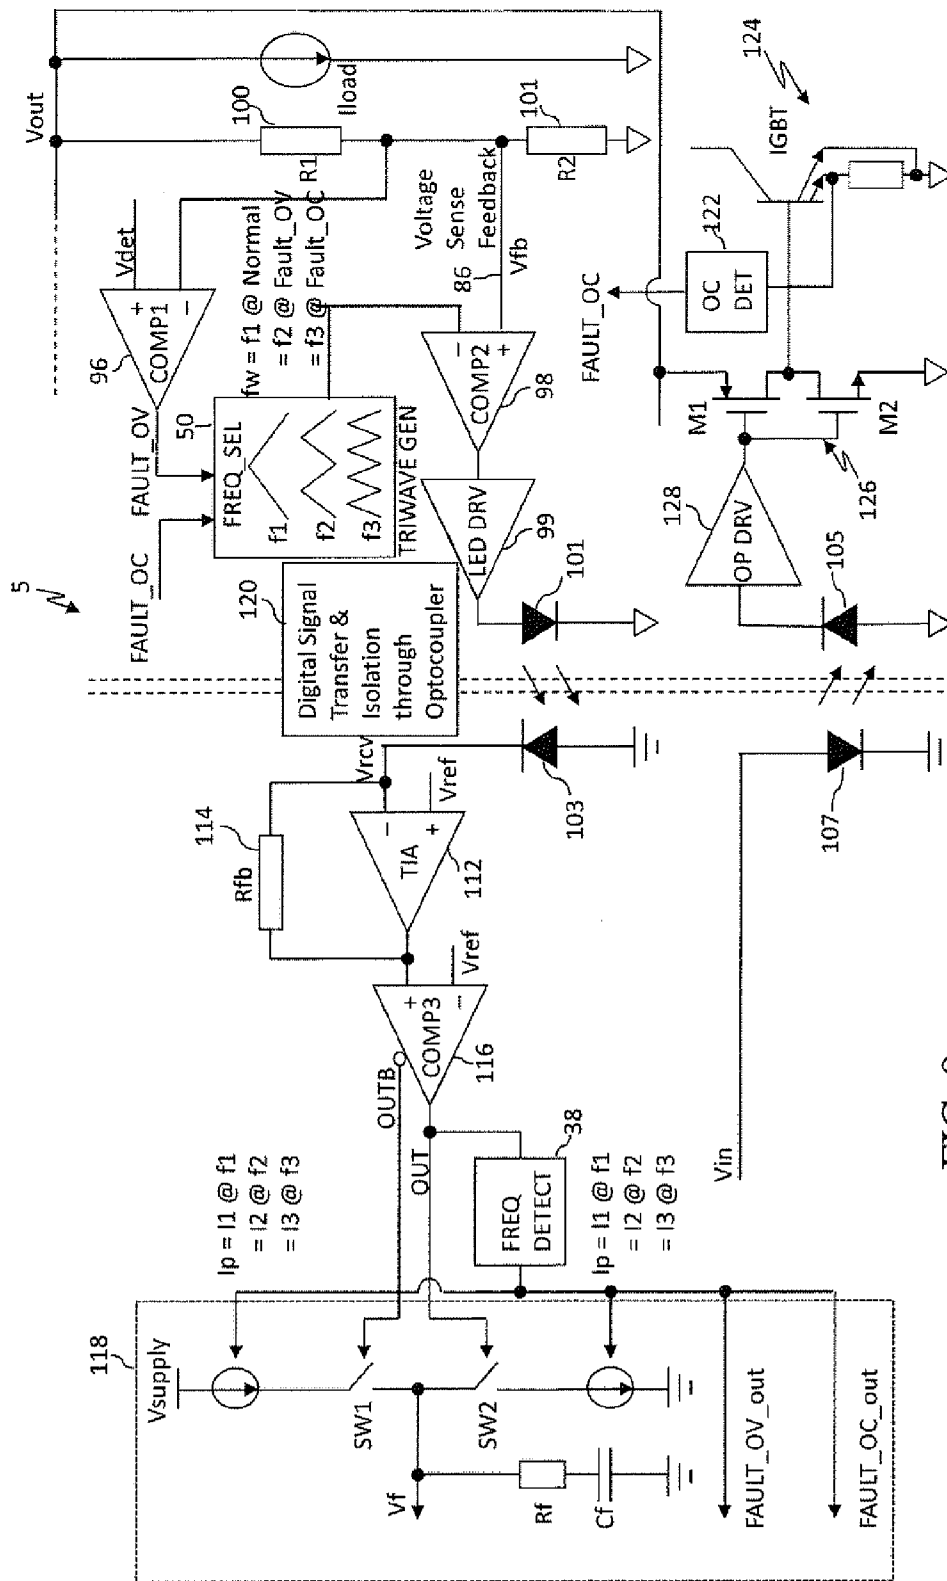 5
Vout
100
R1
Iload
101
R2
Vdet
+
−
COMP1
96
FAULT_OV
FAULT_OC
50
FREQ_SEL
f1
f2
f3
TRIWAVE GEN
fw = f1 @ Normal
= f2 @ Fault_OV
= f3 @ Fault_OC
Voltage
Sense
Feedback
86
Vfb
−
+
COMP2
98
LED DRV
99
101
120
Digital Signal
Transfer &
Isolation
through
Optocoupler
Vrcv
103
114
Rfb
−
+
TIA
Vref
112
+
−
COMP3
Vref
116
OUTB
OUT
38
FREQ
DETECT
Ip = I1 @ f1
= I2 @ f2
= I3 @ f3
Ip = I1 @ f1
= I2 @ f2
= I3 @ f3
118
Vsupply
SW1
SW2
Vf
Rf
Cf
FAULT_OV_out
FAULT_OC_out
Vin
107
105
OP DRV
128
126
M1
M2
FAULT_OC
OC
DET
122
IGBT
124